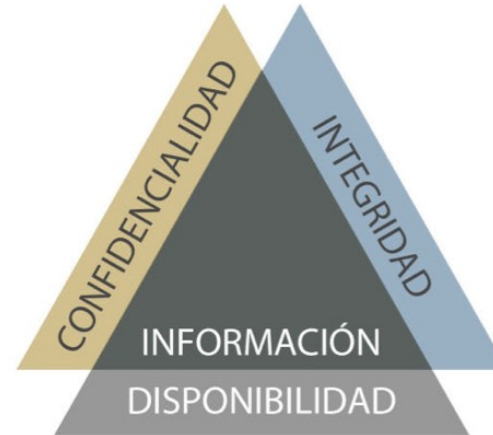 CONFIDENCIALIDAD
INTEGRIDAD
INFORMACIÓN
DISPONIBILIDAD